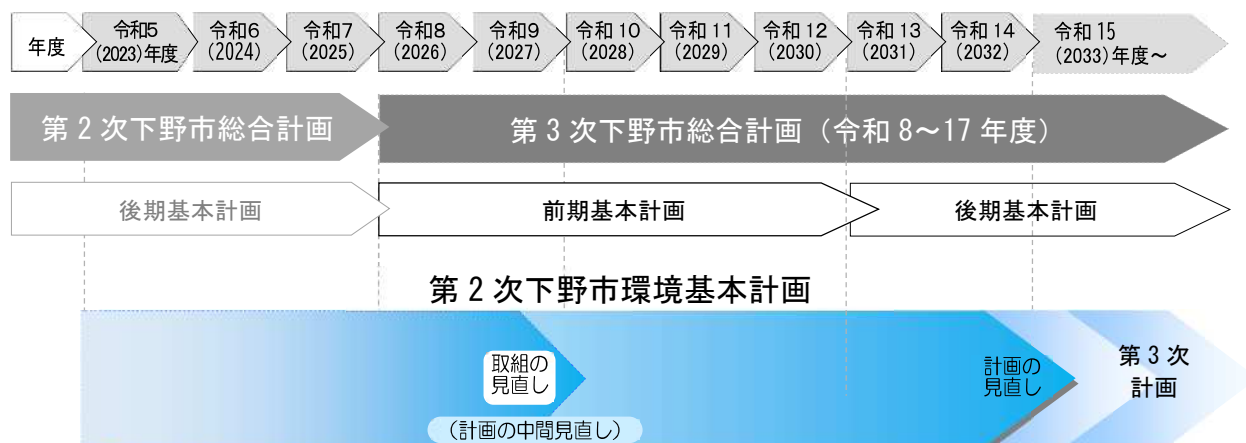 年度
令和5
(2023)年度
令和6
(2024)
令和7
(2025)
令和8
(2026)
令和9
(2027)
令和10
(2028)
令和11
(2029)
令和12
(2030)
令和13
(2031)
令和14
(2032)
令和15
(2033)年度~
第2次下野市総合計画
第3次下野市総合計画(令和8~17年度)
後期基本計画
前期基本計画
後期基本計画
第2次下野市環境基本計画
取組の
見直し
(計画の中間見直し)
計画の
見直し
第3次
計画